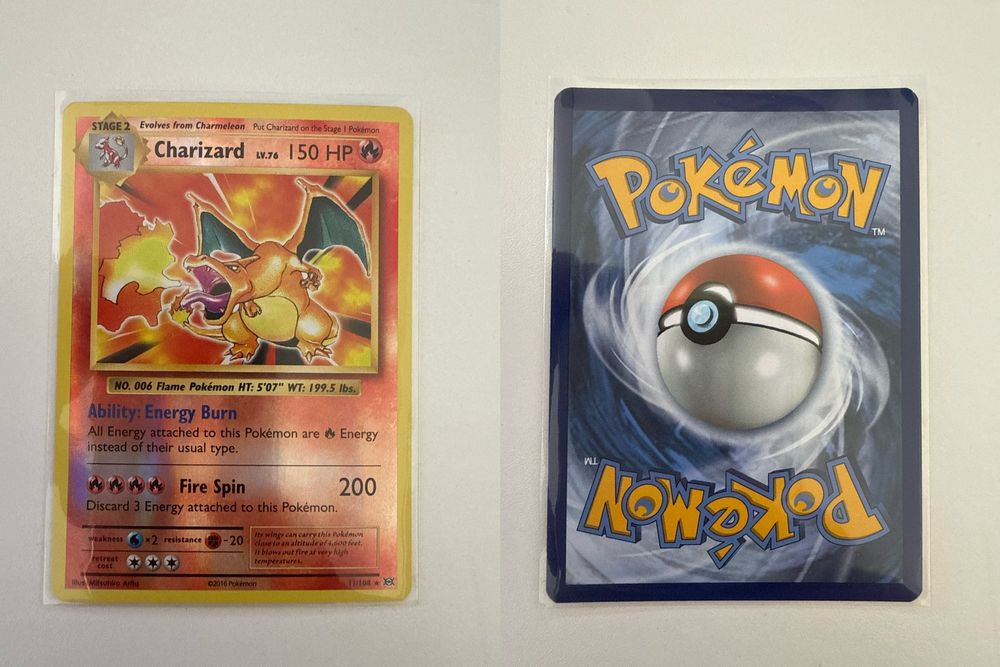 STAGE 2 Evolves from Charmeleon Put Charizard on the Stage 1 Pokémon
Charizard LV.76 150 HP
NO. 006 Flame Pokémon HT: 5'07" WT: 199.5 lbs.
Ability: Energy Burn
All Energy attached to this Pokémon are Energy
instead of their usual type.
Fire Spin 200
Discard 3 Energy attached to this Pokémon.
weakness ×2 resistance -20
retreat
cost
Its wings can carry this Pokémon
close to an altitude of 4,600 feet.
It blows out fire at very high
temperatures.
Illus. Mitsuhiro Arita ©2016 Pokémon 11/108
POKéMON
TM
POKéMON
TM